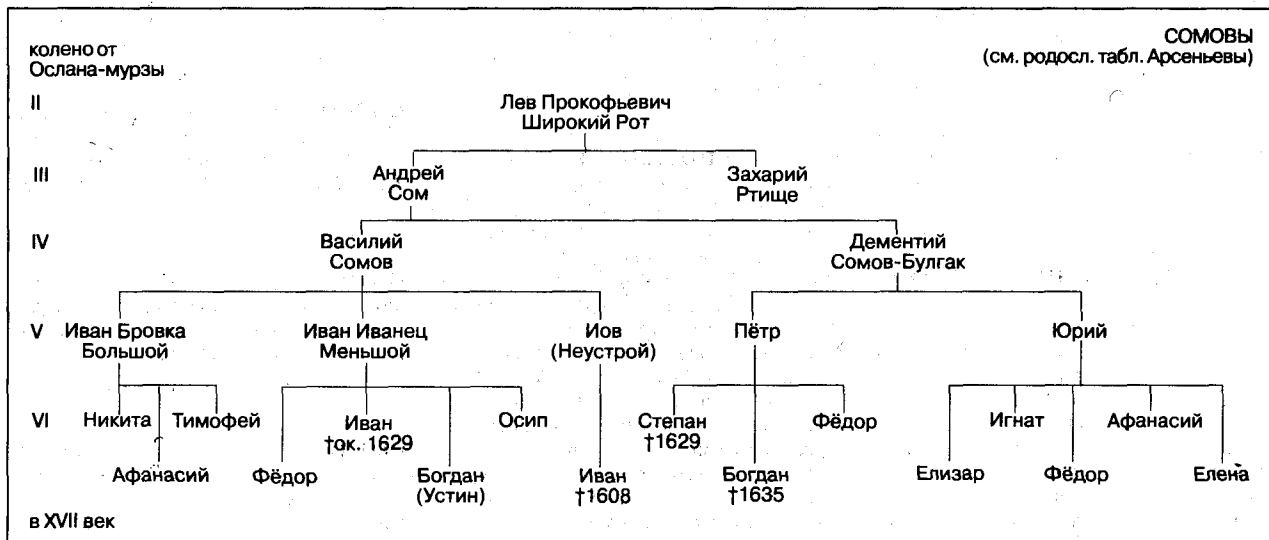 колено от
Ослана-мурзы
СОМОВЫ
(см. родосл. табл. Арсеньевы)
II
Лев Прокофьевич
Широкий Рот
III
Андрей
Сом
Захарий
Ртище
IV
Василий
Сомов
Дементий
Сомов-Булгак
V
Иван Бровка
Большой
Иван Иванец
Меньшой
Иов
(Неустрой)
Пётр
Юрий
VI
Никита
Тимофей
Иван
†ок. 1629
Осип
Степан
†1629
Фёдор
Игнат
Афанасий
Афанасий
Фёдор
Богдан
(Устин)
Иван
†1608
Богдан
†1635
Елизар
Фёдор
Елена
в XVII век